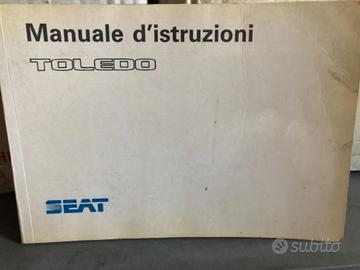 Manuale d'istruzioni
TOLEDO
SEAT
subito